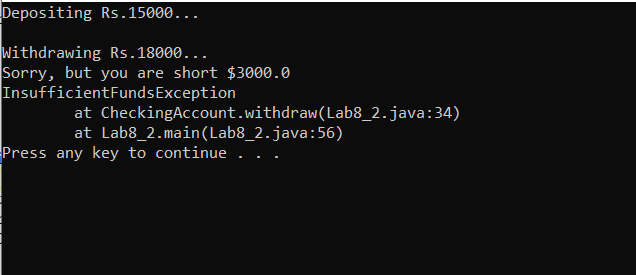 Depositing Rs.15000...
Withdrawing Rs.18000...
Sorry, but you are short $3000.0
InsufficientFundsException
        at CheckingAccount.withdraw(Lab8_2.java:34)
        at Lab8_2.main(Lab8_2.java:56)
Press any key to continue . . .